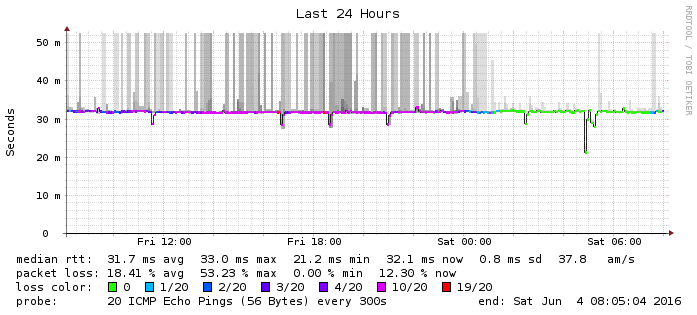 Last 24 Hours
RRDTOOL / TOBI OETIKER
Seconds
50 m
40 m
30 m
20 m
10 m
0
Fri 12:00 Fri 18:00 Sat 00:00 Sat 06:00
median rtt: 31.7 ms avg 33.0 ms max 21.2 ms min 32.1 ms now 0.8 ms sd 37.8 am/s
packet loss: 18.41 % avg 53.23 % max 0.00 % min 12.30 % now
loss color: 0 1/20 2/20 3/20 4/20 10/20 19/20
probe: 20 ICMP Echo Pings (56 Bytes) every 300s end: Sat Jun 4 08:05:04 2016